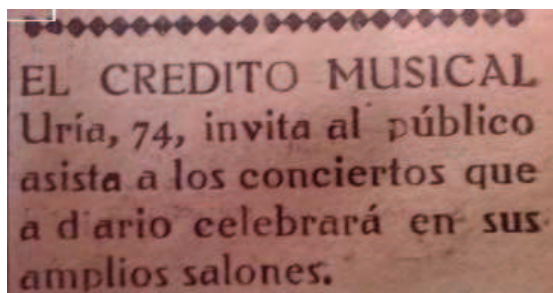 EL CREDITO MUSICAL
Uría, 74, invita al público
asista a los conciertos que
a d ario celebrará en sus
amplios salones.